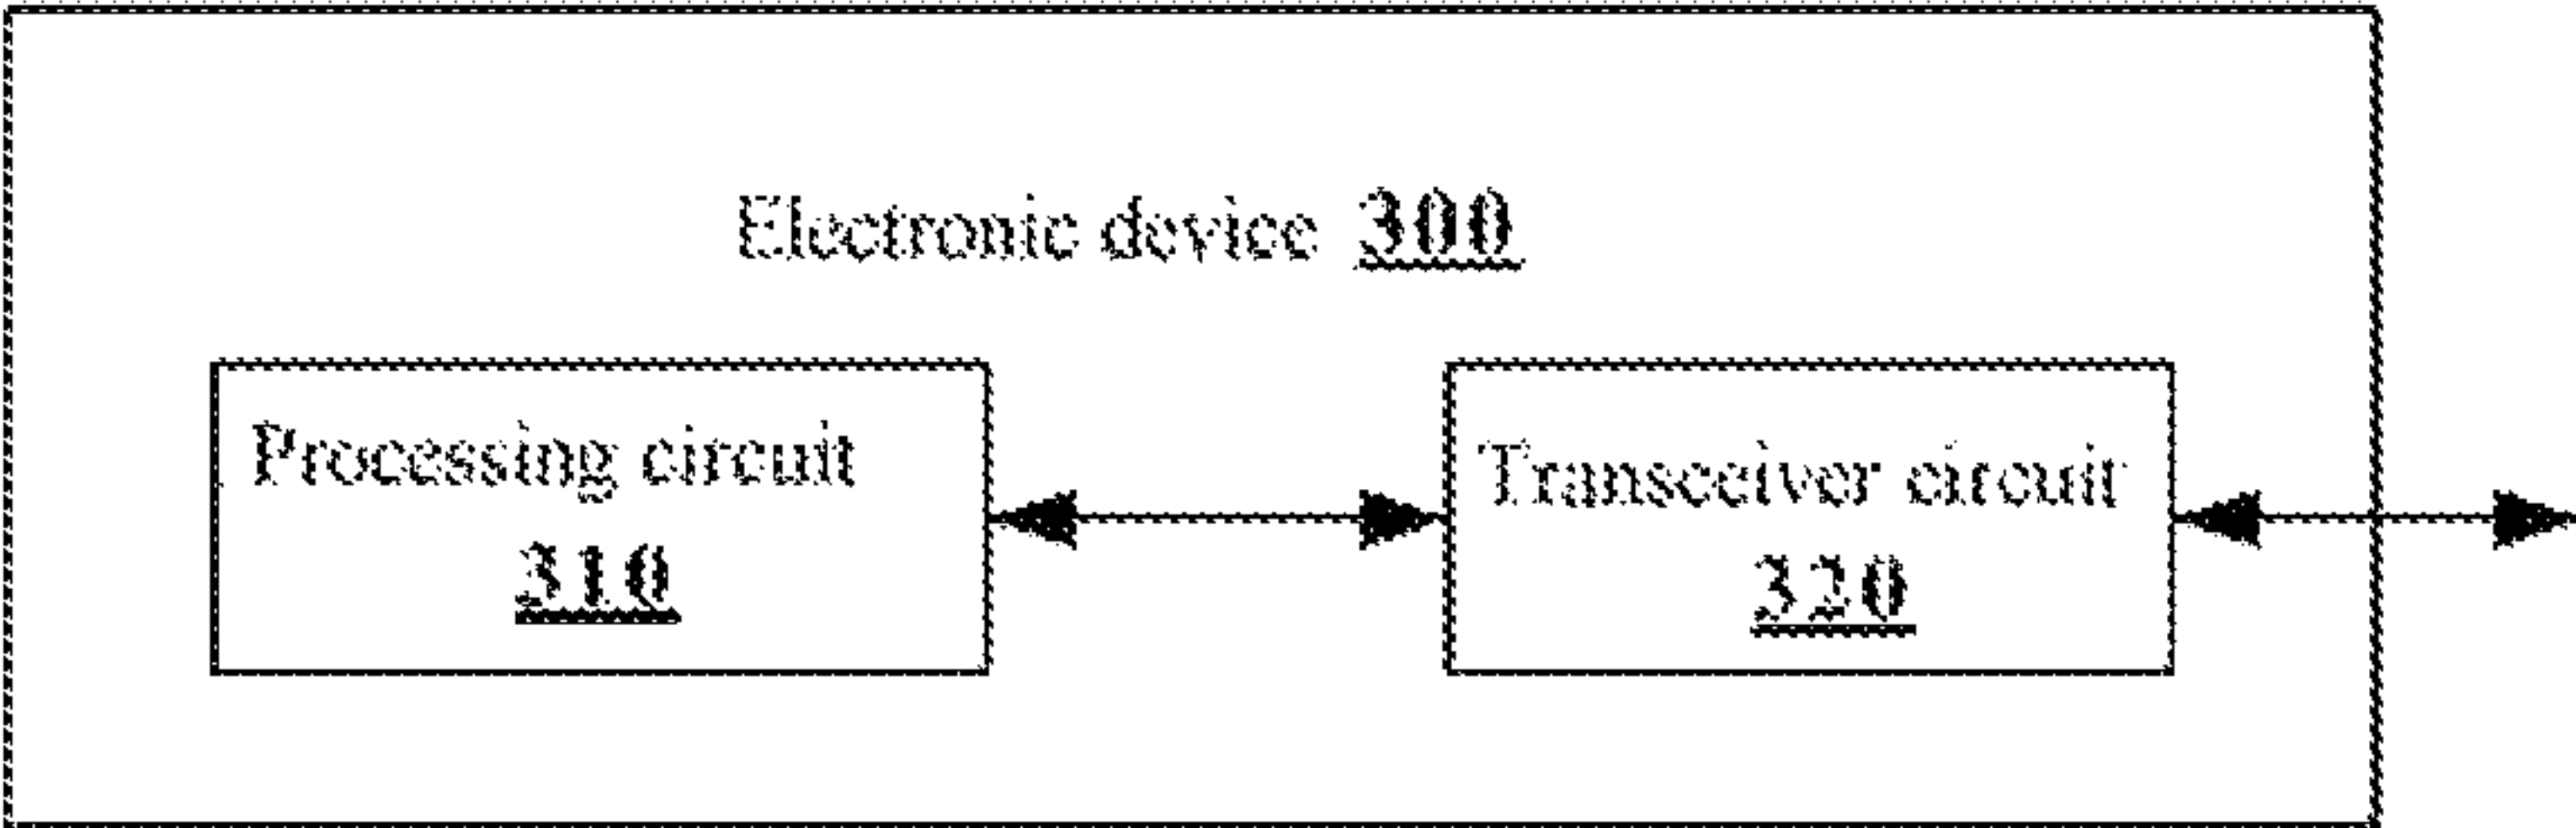 Electronic device 300
Processing circuit
310
Transceiver circuit
320